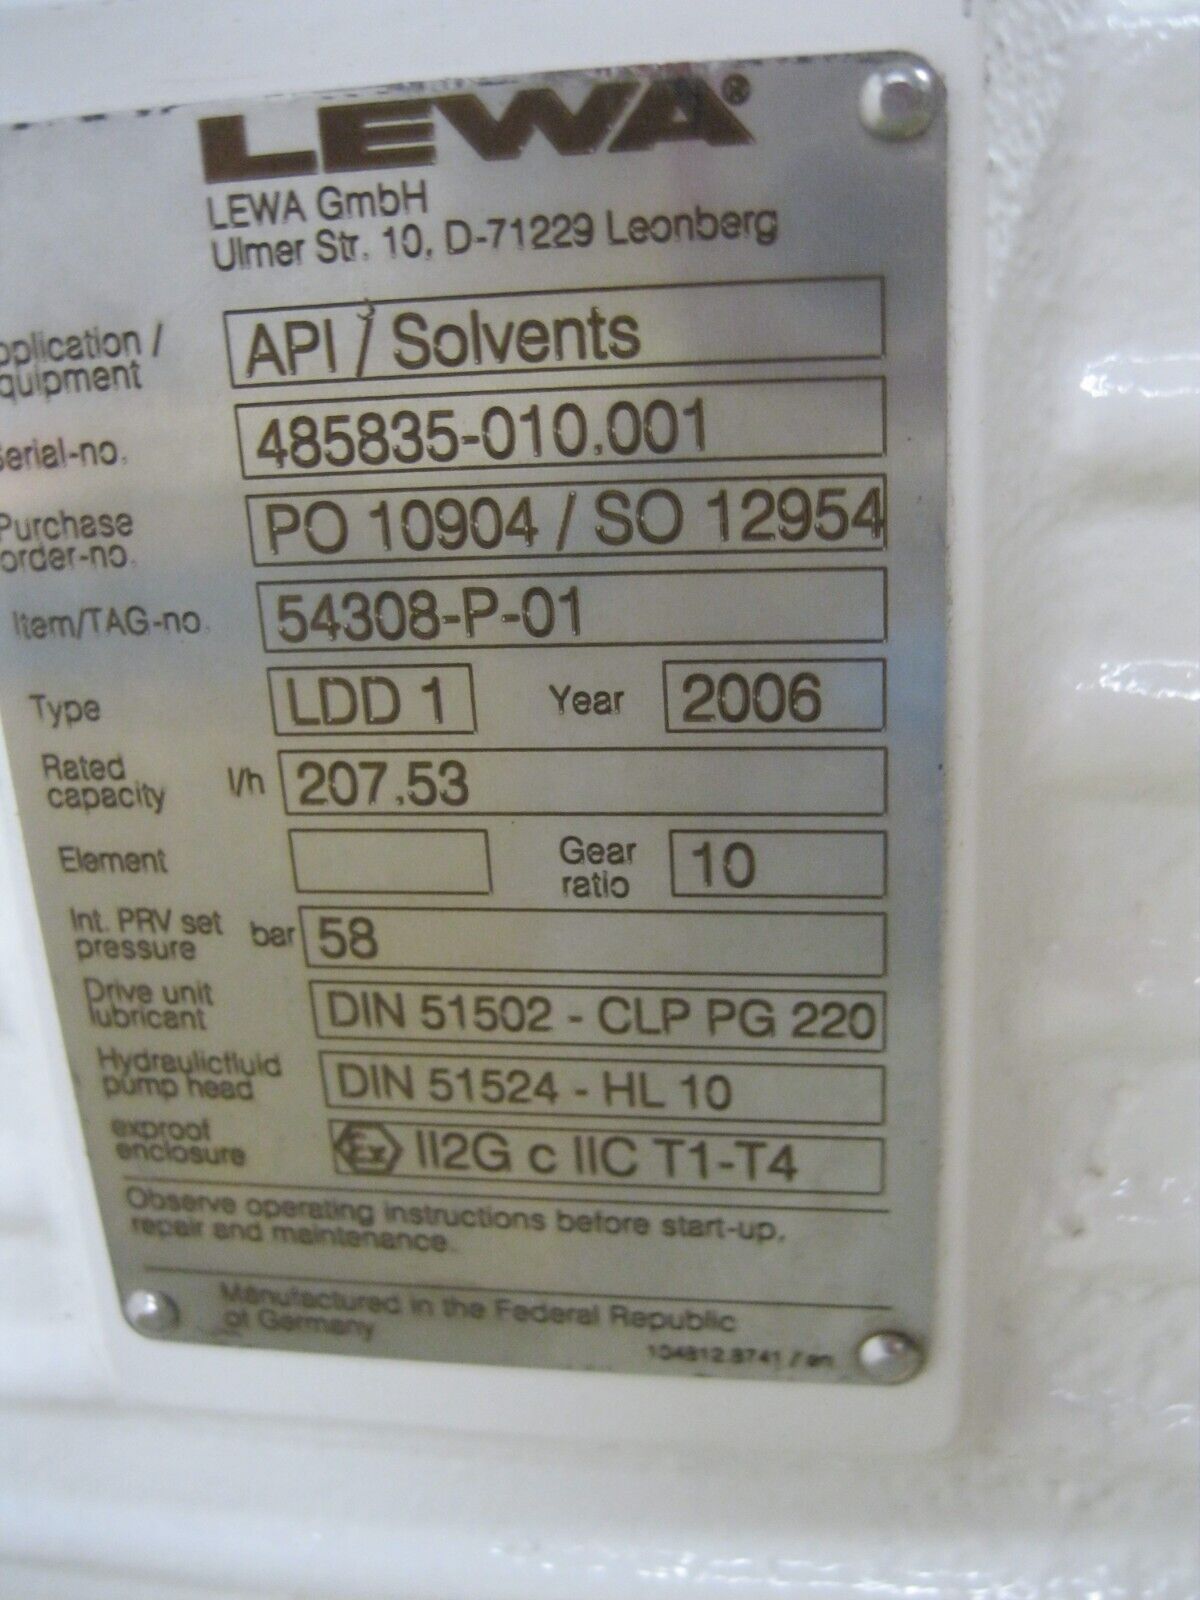 LEWA®
LEWA GmbH
Ulmer Str. 10, D-71229 Leonberg
pplication / API / Solvents
quipment
Serial-no. 485835-010.001
Purchase PO 10904 / SO 12954
order-no.
Item/TAG-no. 54308-P-01
Type LDD 1 Year 2006
Rated capacity l/h 207.53
Element Gear ratio 10
Int. PRV set pressure bar 58
Drive unit lubricant DIN 51502 - CLP PG 220
Hydraulicfluid pump head DIN 51524 - HL 10
exproof enclosure Ex II2G c IIC T1-T4
Observe operating instructions before start-up,
repair and maintenance.
Manufactured in the Federal Republic
of Germany
104812.8741 / en